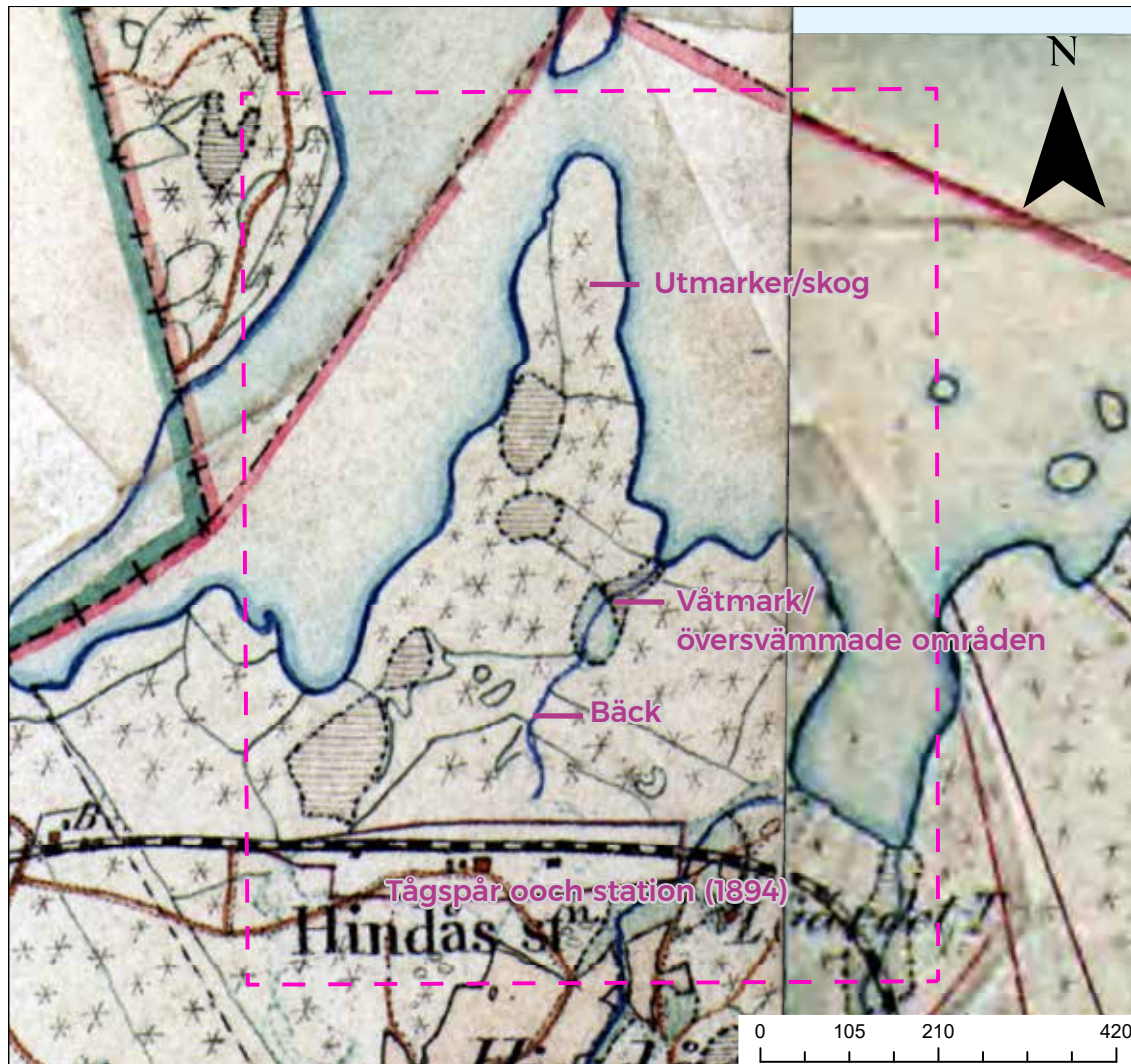 N
Utmarker/skog
Våtmark/
översvämmade områden
Bäck
B.
Tågspår ooch station (1894)
Hindås st
0 105 210 420